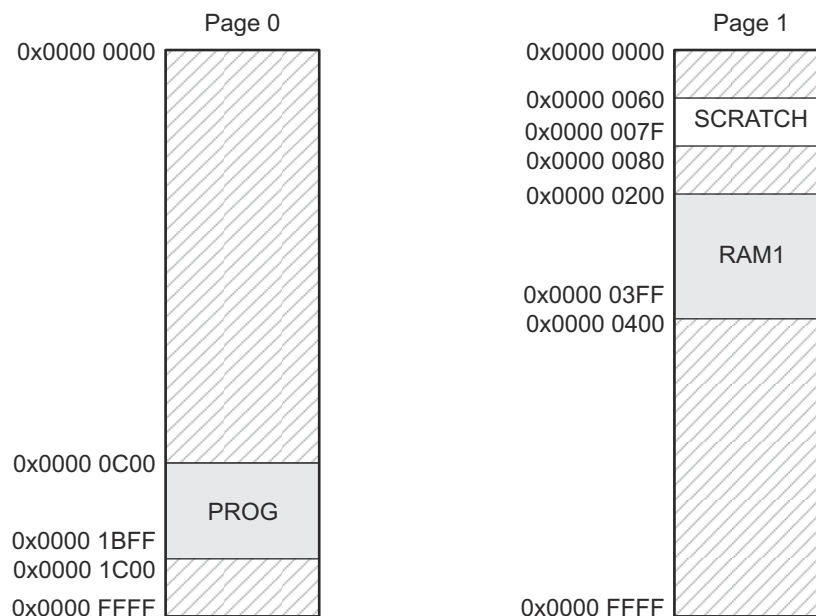 Page 0
0x0000 0000
0x0000 0C00
PROG
0x0000 1BFF
0x0000 1C00
0x0000 FFFF
Page 1
0x0000 0000
0x0000 0060
SCRATCH
0x0000 007F
0x0000 0080
0x0000 0200
RAM1
0x0000 03FF
0x0000 0400
0x0000 FFFF